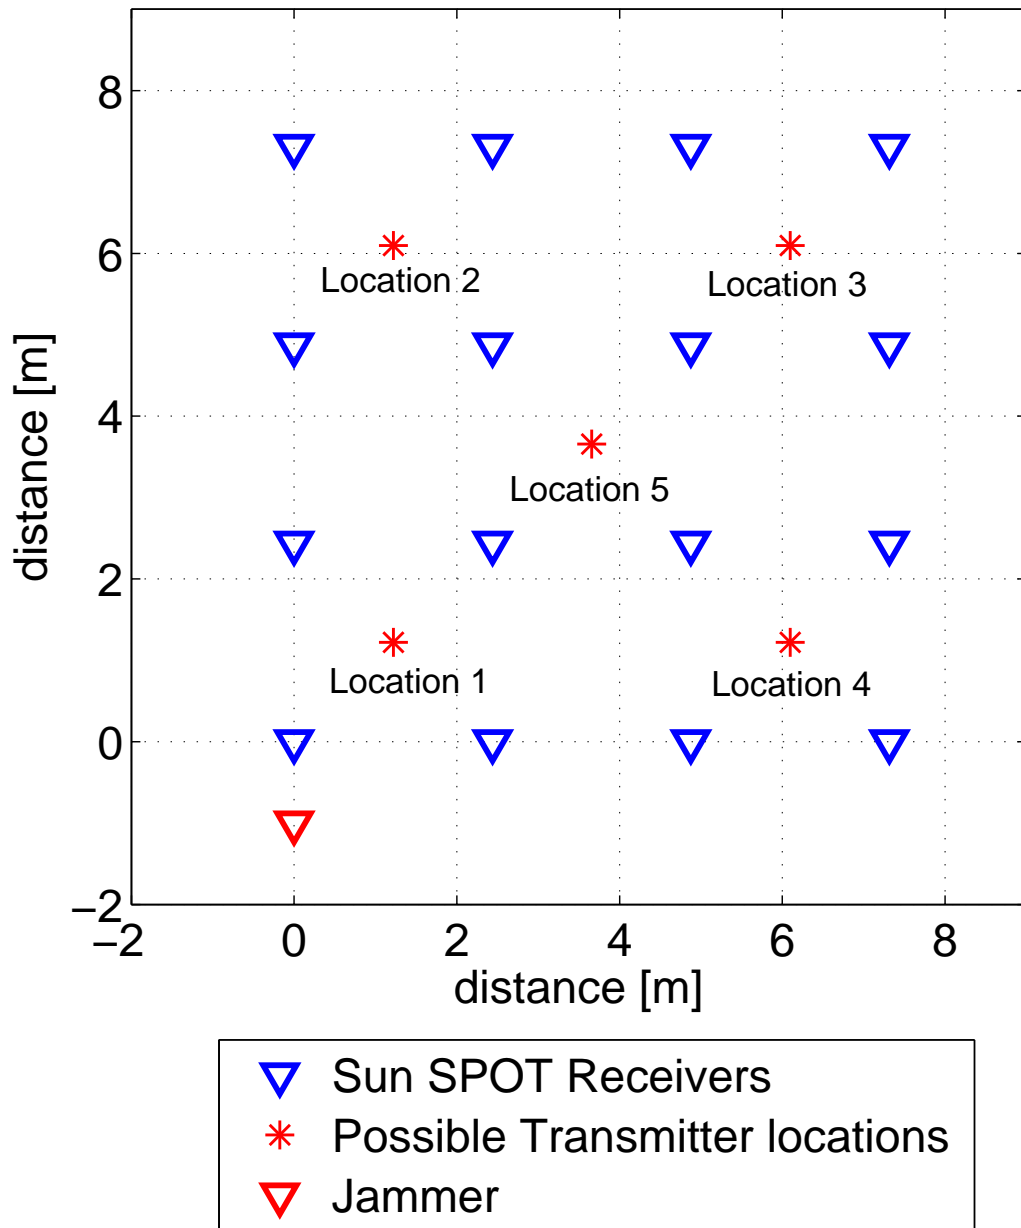 8
6
4
2
0
−2
distance [m]
Location 2
Location 3
Location 5
Location 1
Location 4
−2 0 2 4 6 8
distance [m]
Sun SPOT Receivers
Possible Transmitter locations
Jammer